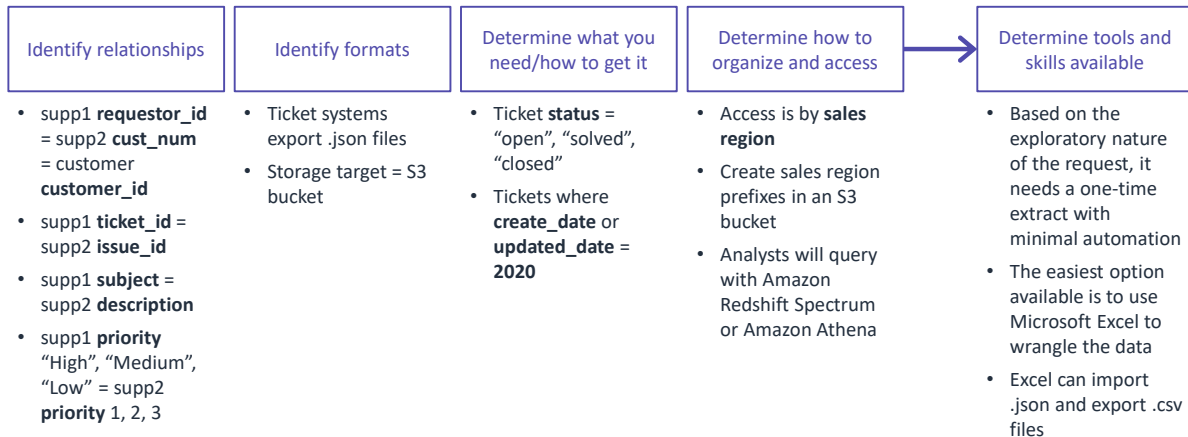 Identify relationships
• supp1 requestor_id
= supp2 cust_num
= customer
customer_id
• supp1 ticket_id =
supp2 issue_id
• supp1 subject =
supp2 description
• supp1 priority
“High”, “Medium”,
“Low” = supp2
priority 1, 2, 3
Identify formats
• Ticket systems
export .json files
• Storage target = S3
bucket
Determine what you
need/how to get it
• Ticket status =
“open”, “solved”,
“closed”
• Tickets where
create_date or
updated_date =
2020
Determine how to
organize and access
• Access is by sales
region
• Create sales region
prefixes in an S3
bucket
• Analysts will query
with Amazon
Redshift Spectrum
or Amazon Athena
Determine tools and
skills available
• Based on the
exploratory nature
of the request, it
needs a one-time
extract with
minimal automation
• The easiest option
available is to use
Microsoft Excel to
wrangle the data
• Excel can import
.json and export .csv
files